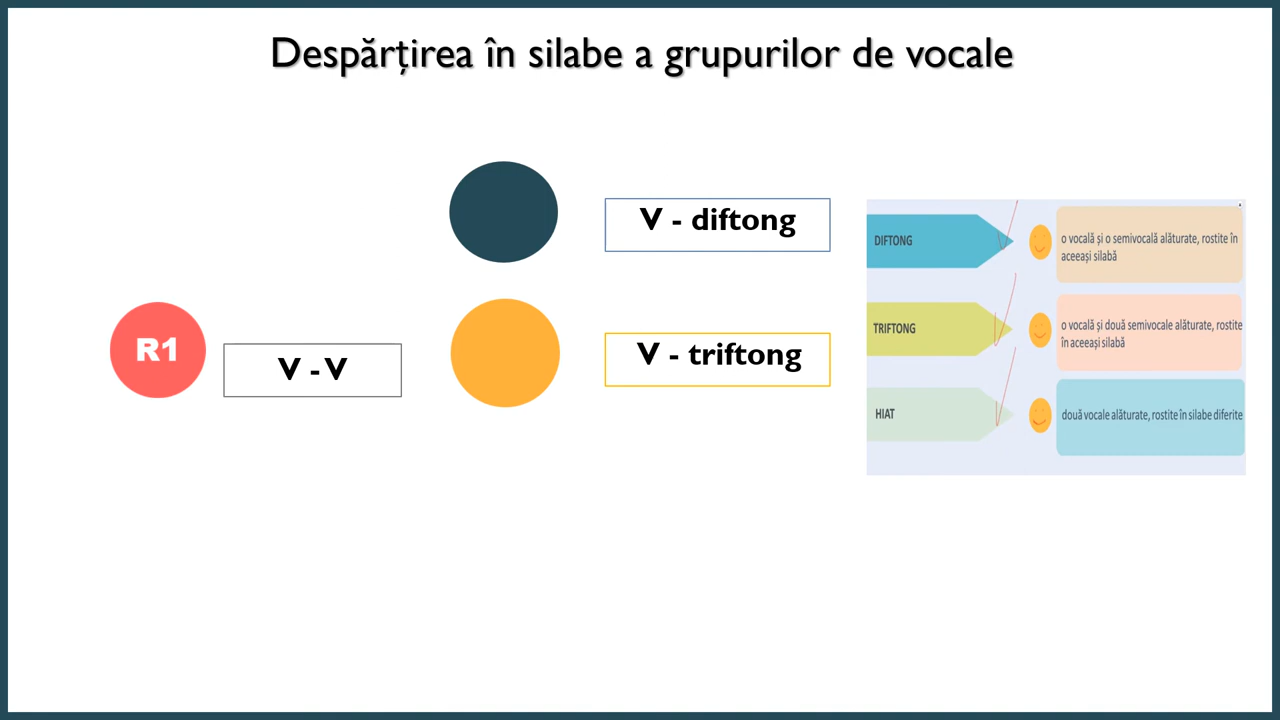 Despărțirea în silabe a grupurilor de vocale
R1
V - V
V - diftong
V - triftong
DIFTONG
o vocală și o semivocală alăturate, rostite în
aceeași silabă
TRIFTONG
o vocală și două semivocale alăturate, rostite
în aceeași silabă
HIAT
două vocale alăturate, rostite în silabe diferite